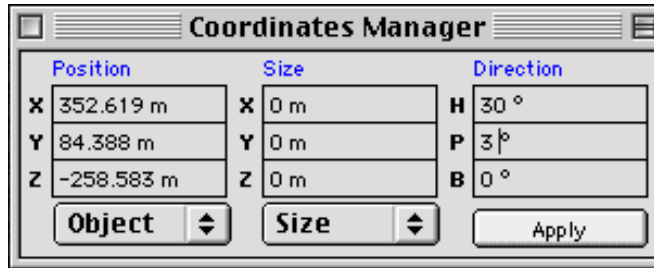 Coordinates Manager
Position Size Direction
X 352.619 m X 0 m H 30 °
Y 84.388 m Y 0 m P 3 °
Z -258.583 m Z 0 m B 0 °
Object Size Apply